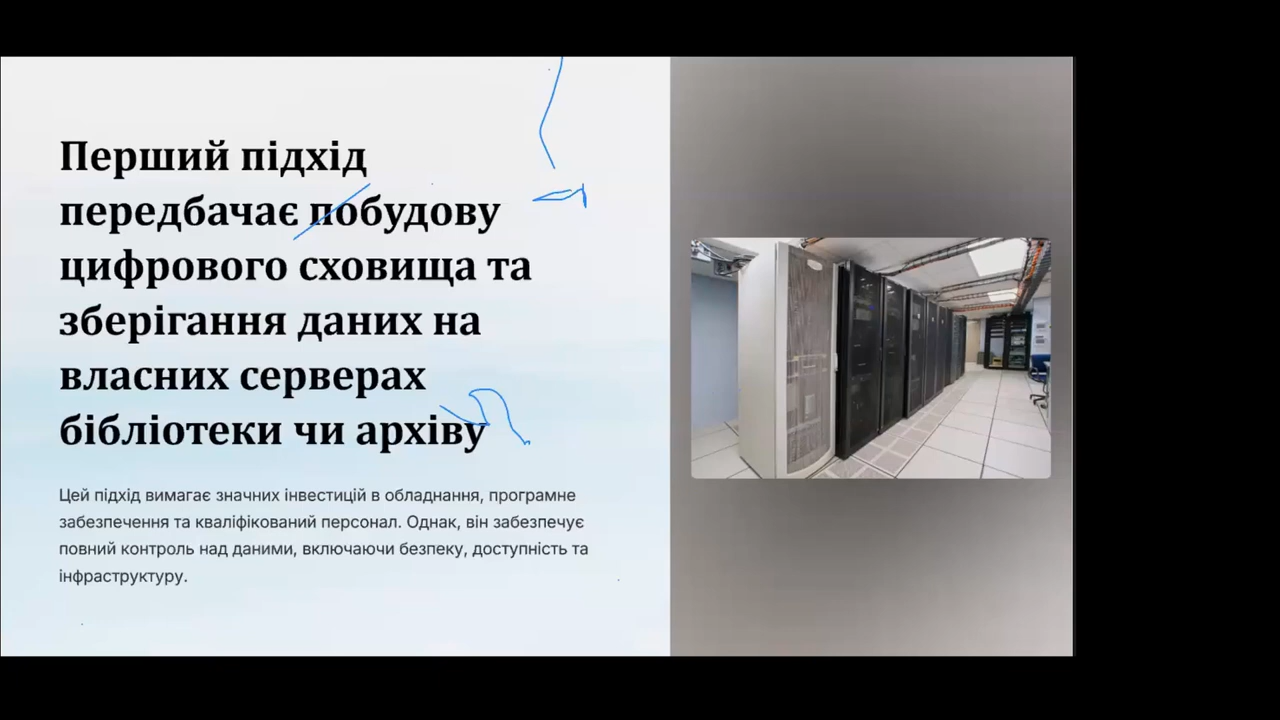 Перший підхід
передбачає побудову
цифрового сховища та
зберігання даних на
власних серверах
бібліотеки чи архіву
Цей підхід вимагає значних інвестицій в обладнання, програмне
забезпечення та кваліфікований персонал. Однак, він забезпечує
повний контроль над даними, включаючи безпеку, доступність та
інфраструктуру.